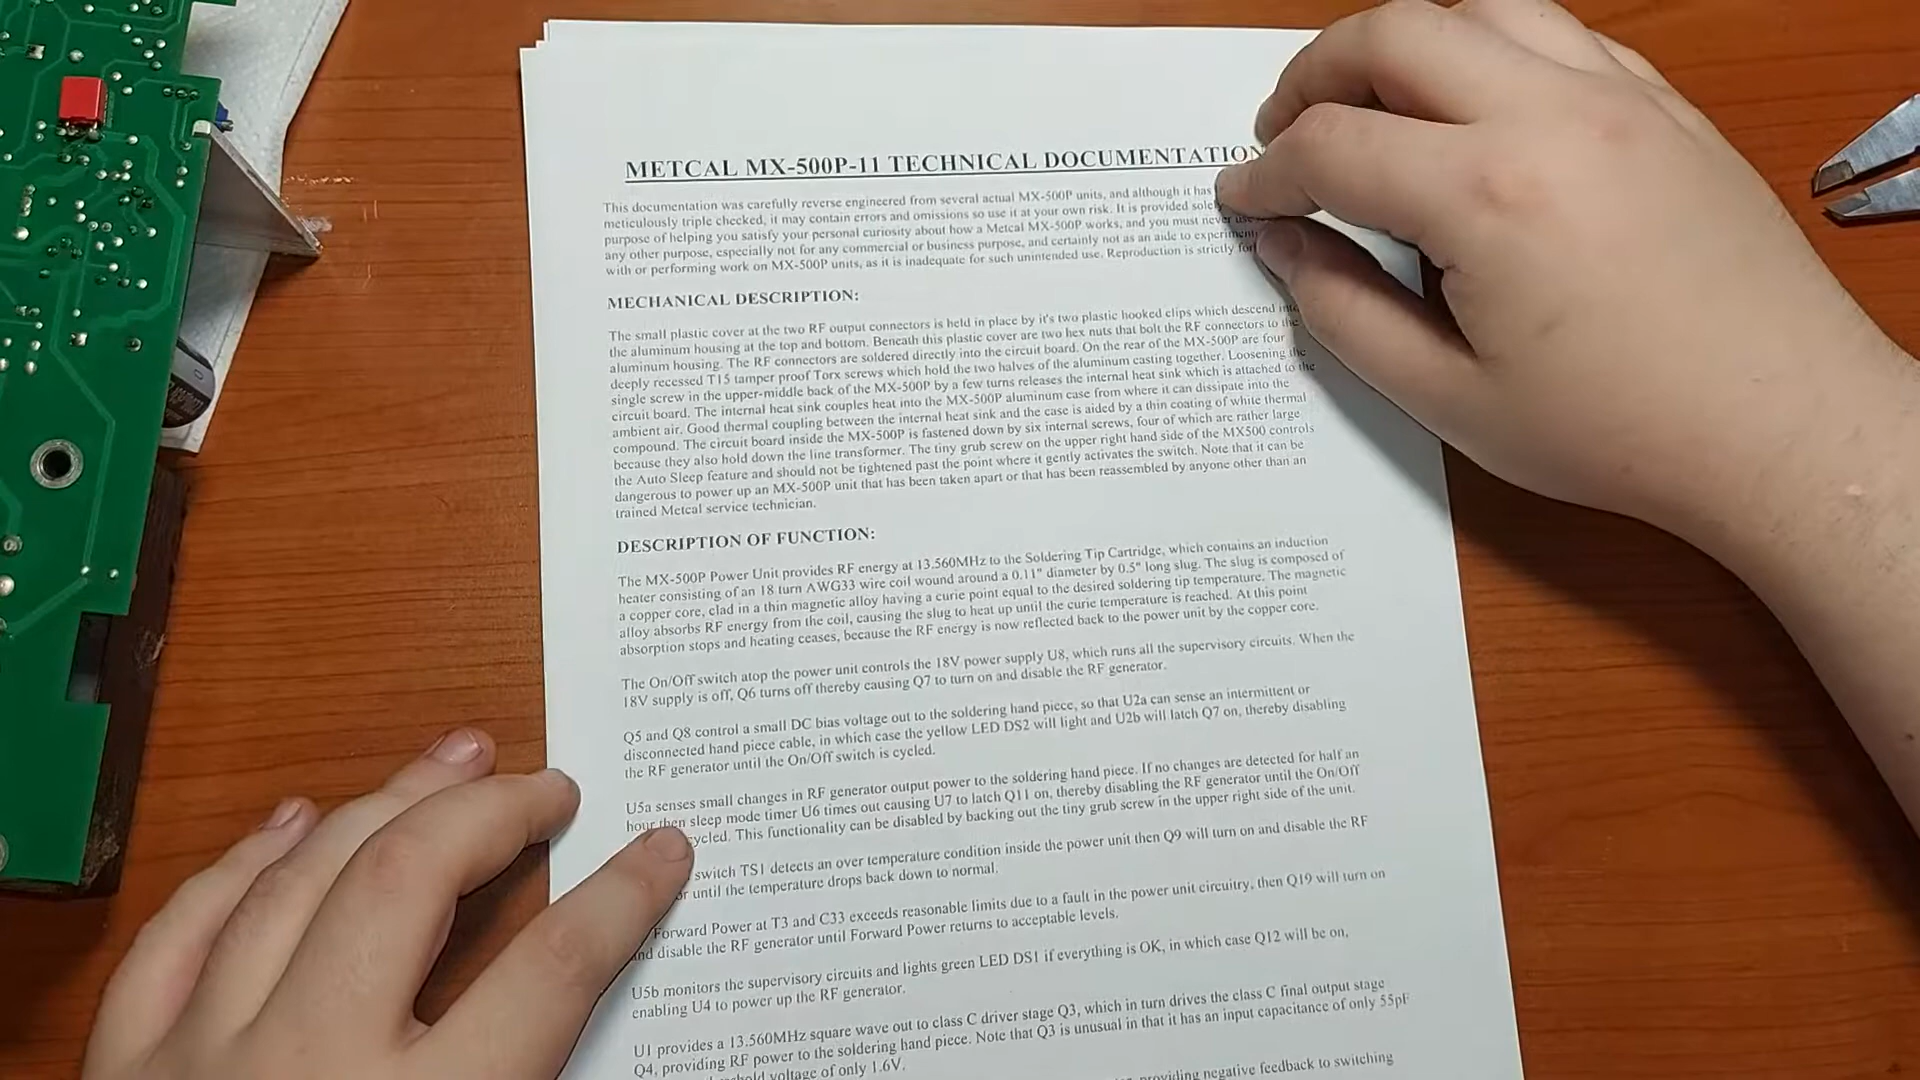 METCAL MX-500P-11 TECHNICAL DOCUMENTATION
This documentation was carefully reverse engineered from several actual MX-500P units, and although it has
meticulously triple checked, it may contain errors and omissions so use it at your own risk. It is provided solely
purpose of helping you satisfy your personal curiosity about how a Metcal MX-500P works, and you must never use
any other purpose, especially not for any commercial or business purpose, and certainly not as an aide to
with or performing work on MX-500P units, as it is inadequate for such unintended use. Reproduction is strictly
MECHANICAL DESCRIPTION:
The small plastic cover at the two RF output connectors is held in place by it's two plastic hooked clips which descend into
the aluminum housing at the top and bottom. Beneath this plastic cover are two hex nuts that bolt the RF connectors to the
aluminum housing. The RF connectors are soldered directly into the circuit board. On the rear of the MX-500P are four
deeply recessed T15 tamper proof Torx screws which hold the two halves of the aluminum casting together. Loosening the
single screw in the upper-middle back of the MX-500P by a few turns releases the internal heat sink which is attached to the
circuit board. The internal heat sink couples heat into the MX-500P aluminum case from where it can dissipate into the
ambient air. Good thermal coupling between the internal heat sink and the case is aided by a thin coating of white thermal
compound. The circuit board inside the MX-500P is fastened down by six internal screws, four of which are rather large
because they also hold down the line transformer. The tiny grub screw on the upper right hand side of the MX500 controls
the Auto Sleep feature and should not be tightened past the point where it gently activates the switch. Note that it can be
dangerous to power up an MX-500P unit that has been taken apart or that has been reassembled by anyone other than an
trained Metcal service technician.
DESCRIPTION OF FUNCTION:
The MX-500P Power Unit provides RF energy at 13.560MHz to the Soldering Tip Cartridge, which contains an induction
heater consisting of an 18 turn AWG33 wire coil wound around a 0.11" diameter by 0.5" long slug. The slug is composed of
a copper core, clad in a thin magnetic alloy having a curie point equal to the desired soldering tip temperature. The magnetic
alloy absorbs RF energy from the coil, causing the slug to heat up until the curie temperature is reached. At this point
absorption stops and heating ceases, because the RF energy is now reflected back to the power unit by the copper core.
The On/Off switch atop the power unit controls the 18V power supply U8, which runs all the supervisory circuits. When the
18V supply is off, Q6 turns off thereby causing Q7 to turn on and disable the RF generator.
Q5 and Q8 control a small DC bias voltage out to the soldering hand piece, so that U2a can sense an intermittent or
disconnected hand piece cable, in which case the yellow LED DS2 will light and U2b will latch Q7 on, thereby disabling
the RF generator until the On/Off switch is cycled.
U5a senses small changes in RF generator output power to the soldering hand piece. If no changes are detected for half an
hour then sleep mode timer U6 times out causing U7 to latch Q11 on, thereby disabling the RF generator until the On/Off
ycled. This functionality can be disabled by backing out the tiny grub screw in the upper right side of the unit.
switch TS1 detects an over temperature condition inside the power unit then Q9 will turn on and disable the RF
until the temperature drops back down to normal.
Forward Power at T3 and C33 exceeds reasonable limits due to a fault in the power unit circuitry, then Q19 will turn on
and disable the RF generator until Forward Power returns to acceptable levels.
U5b monitors the supervisory circuits and lights green LED DS1 if everything is OK, in which case Q12 will be on,
enabling U4 to power up the RF generator.
U1 provides a 13.560MHz square wave out to class C driver stage Q3, which in turn drives the class C final output stage
Q4, providing RF power to the soldering hand piece. Note that Q3 is unusual in that it has an input capacitance of only 55pF
voltage of only 1.6V.
providing negative feedback to switching